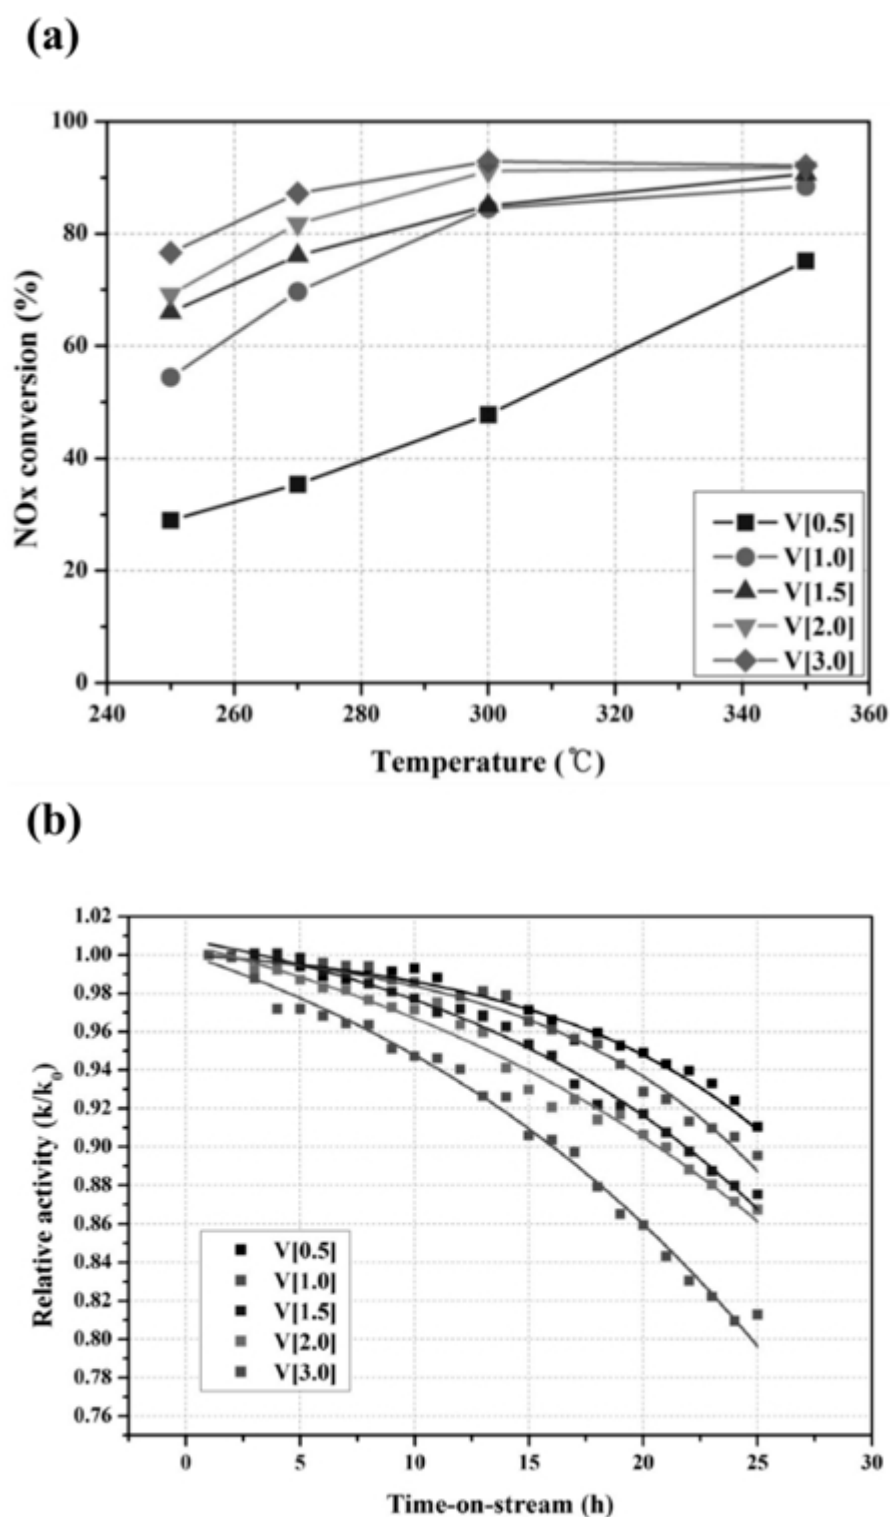 (a)
100
80
60
40
20
0
NOx conversion (%)
V[0.5]
V[1.0]
V[1.5]
V[2.0]
V[3.0]
240 260 280 300 320 340 360
Temperature (℃)
(b)
1.02
1.00
0.98
0.96
0.94
0.92
0.90
0.88
0.86
0.84
0.82
0.80
0.78
0.76
Relative activity (k/k₀)
V[0.5]
V[1.0]
V[1.5]
V[2.0]
V[3.0]
0 5 10 15 20 25 30
Time-on-stream (h)